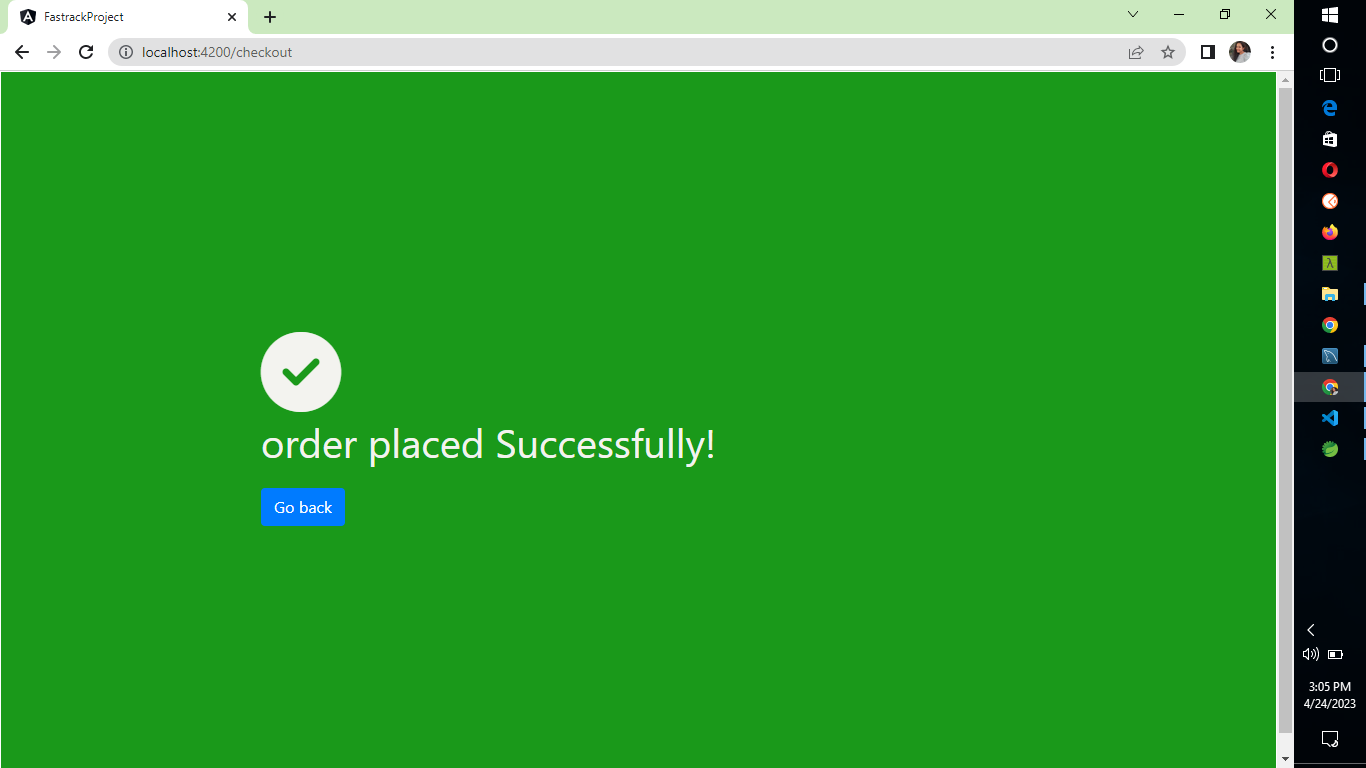 FastrackProject
localhost:4200/checkout
order placed Successfully!
Go back
3:05 PM
4/24/2023